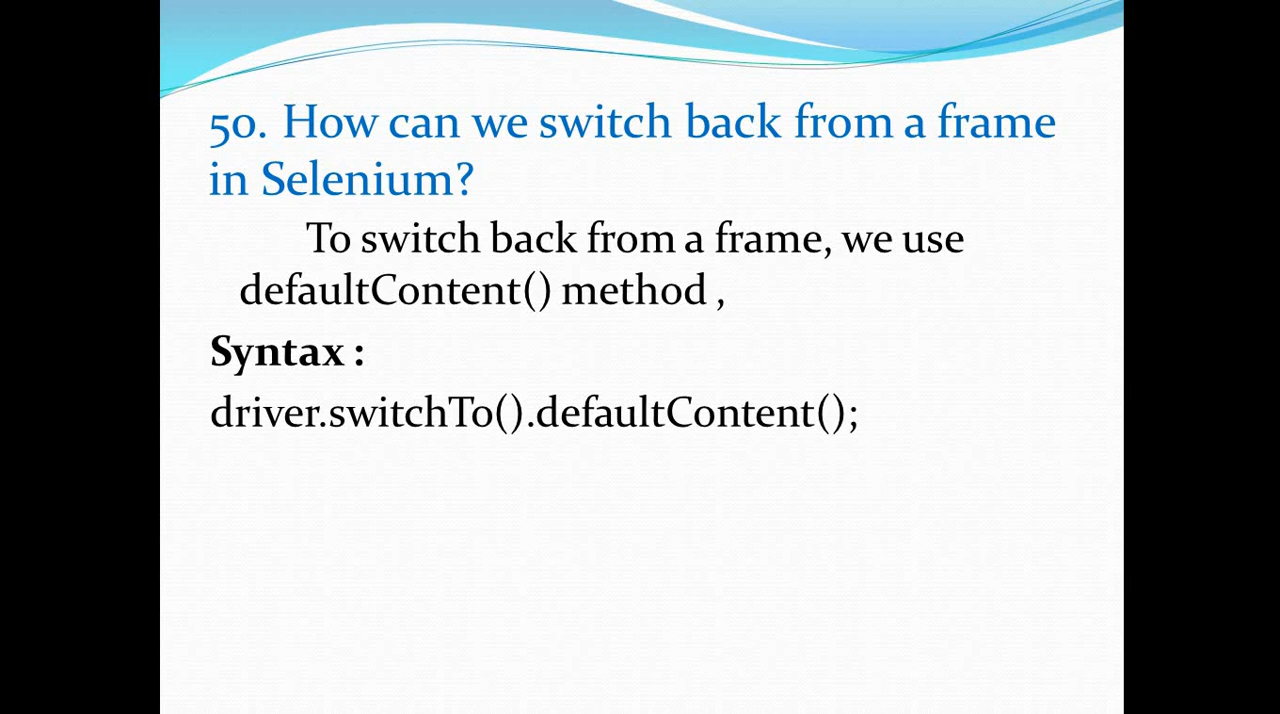 50. How can we switch back from a frame
in Selenium?
To switch back from a frame, we use
defaultContent() method ,
Syntax :
driver.switchTo().defaultContent();